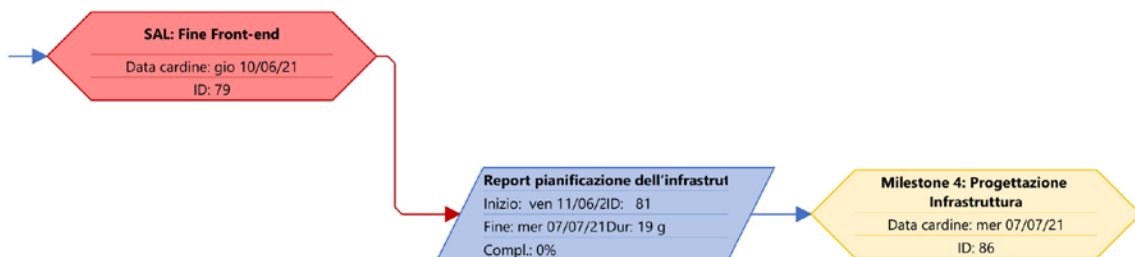 SAL: Fine Front-end
Data cardine: gio 10/06/21
ID: 79
Report pianificazione dell'infrastrut
Inizio: ven 11/06/2ID: 81
Fine: mer 07/07/21Dur: 19 g
Compl.: 0%
Milestone 4: Progettazione
Infrastruttura
Data cardine: mer 07/07/21
ID: 86